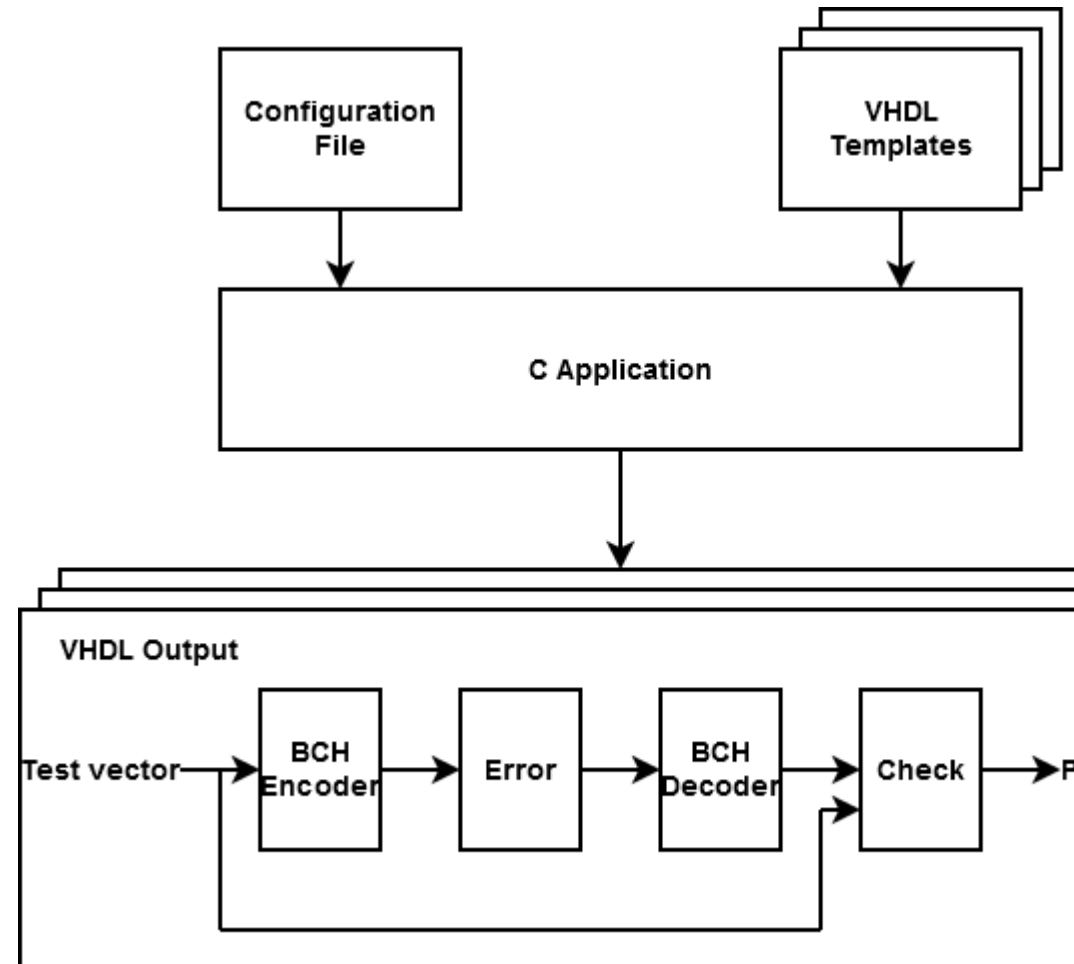 Configuration
File
VHDL
Templates
C Application
VHDL Output
Test vector
BCH
Encoder
Error
BCH
Decoder
Check